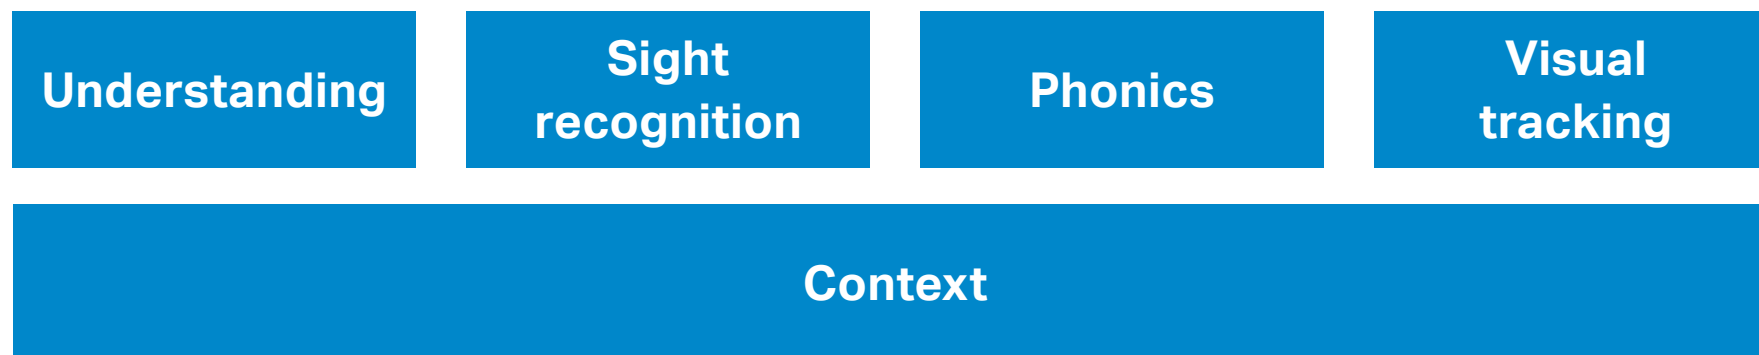 Understanding
Sight
recognition
Phonics
Visual
tracking
Context